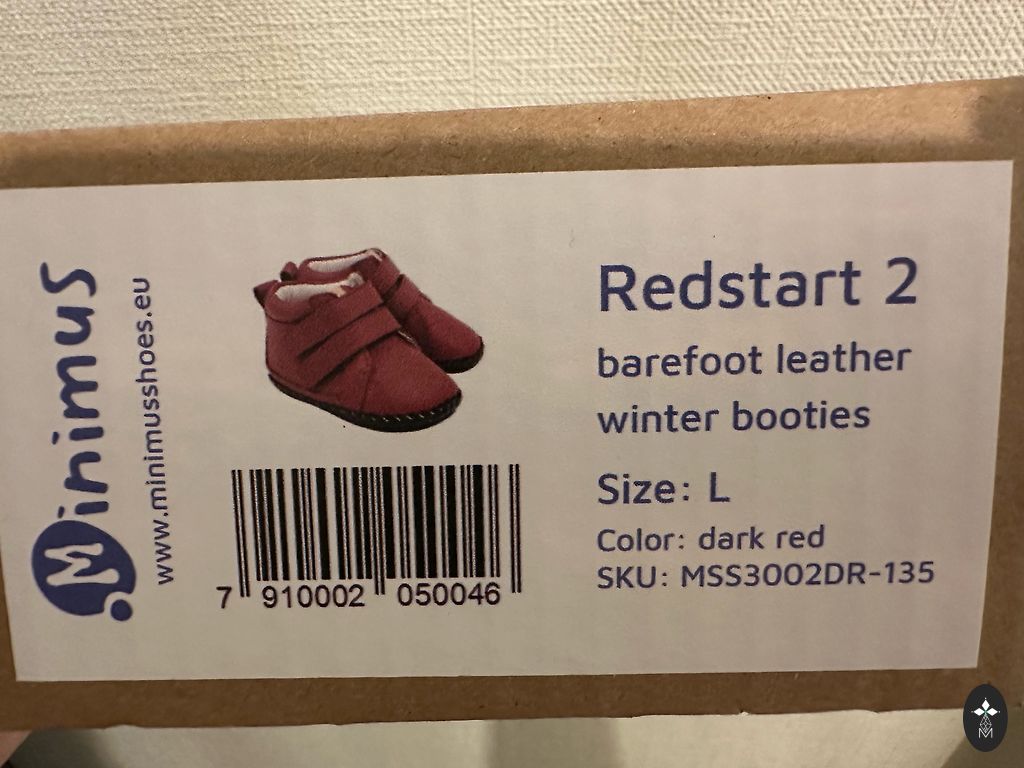 Minimus
www.minimusshoes.eu
Redstart 2
barefoot leather
winter booties
Size: L
Color: dark red
SKU: MSS3002DR-135
7 910002 050046
M